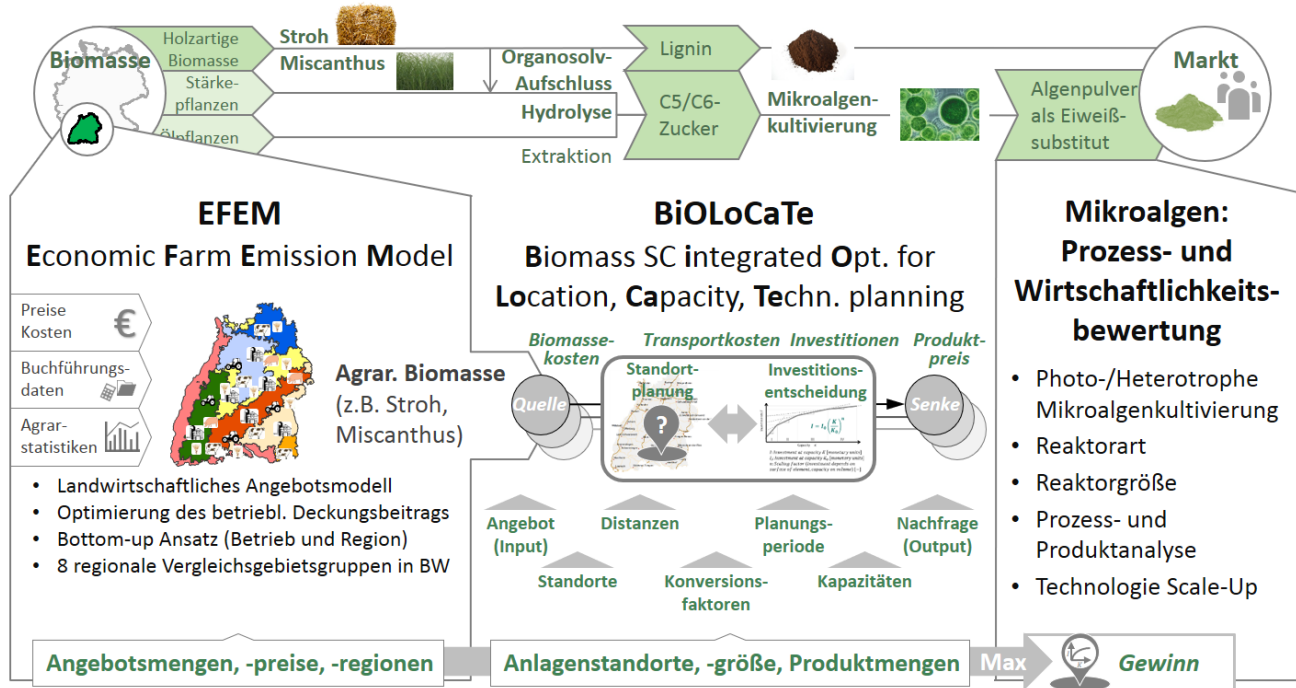 Biomasse
Holzartige
Biomasse
Stärke-
pflanzen
Ölpflanzen
Stroh
Miscanthus
Organosolv-
Aufschluss
Hydrolyse
Extraktion
Lignin
C5/C6-
Zucker
Mikroalgen-
kultivierung
Algenpulver
als Eiweiß-
substitut
Markt
EFEM
Economic Farm Emission Model
Preise
Kosten
€
Buchführungs-
daten
Agrar-
statistiken
Agrar. Biomasse
(z.B. Stroh,
Miscanthus)
• Landwirtschaftliches Angebotsmodell
• Optimierung des betriebl. Deckungsbeitrags
• Bottom-up Ansatz (Betrieb und Region)
• 8 regionale Vergleichsgebietsgruppen in BW
Angebotsmengen, -preise, -regionen
BiOLoCaTe
Biomass SC integrated Opt. for
Location, Capacity, Techn. planning
Biomasse-
kosten
Transportkosten
Investitionen
Produkt-
preis
Quelle
Standort-
planung
?
Investitions-
entscheidung
Senke
Angebot
(Input)
Distanzen
Planungs-
periode
Nachfrage
(Output)
Standorte
Konversions-
faktoren
Kapazitäten
Anlagenstandorte, -größe, Produktmengen
Max
Mikroalgen:
Prozess- und
Wirtschaftlichkeits-
bewertung
• Photo-/Heterotrophe
Mikroalgenkultivierung
• Reaktorart
• Reaktorgröße
• Prozess- und
Produktanalyse
• Technologie Scale-Up
Gewinn